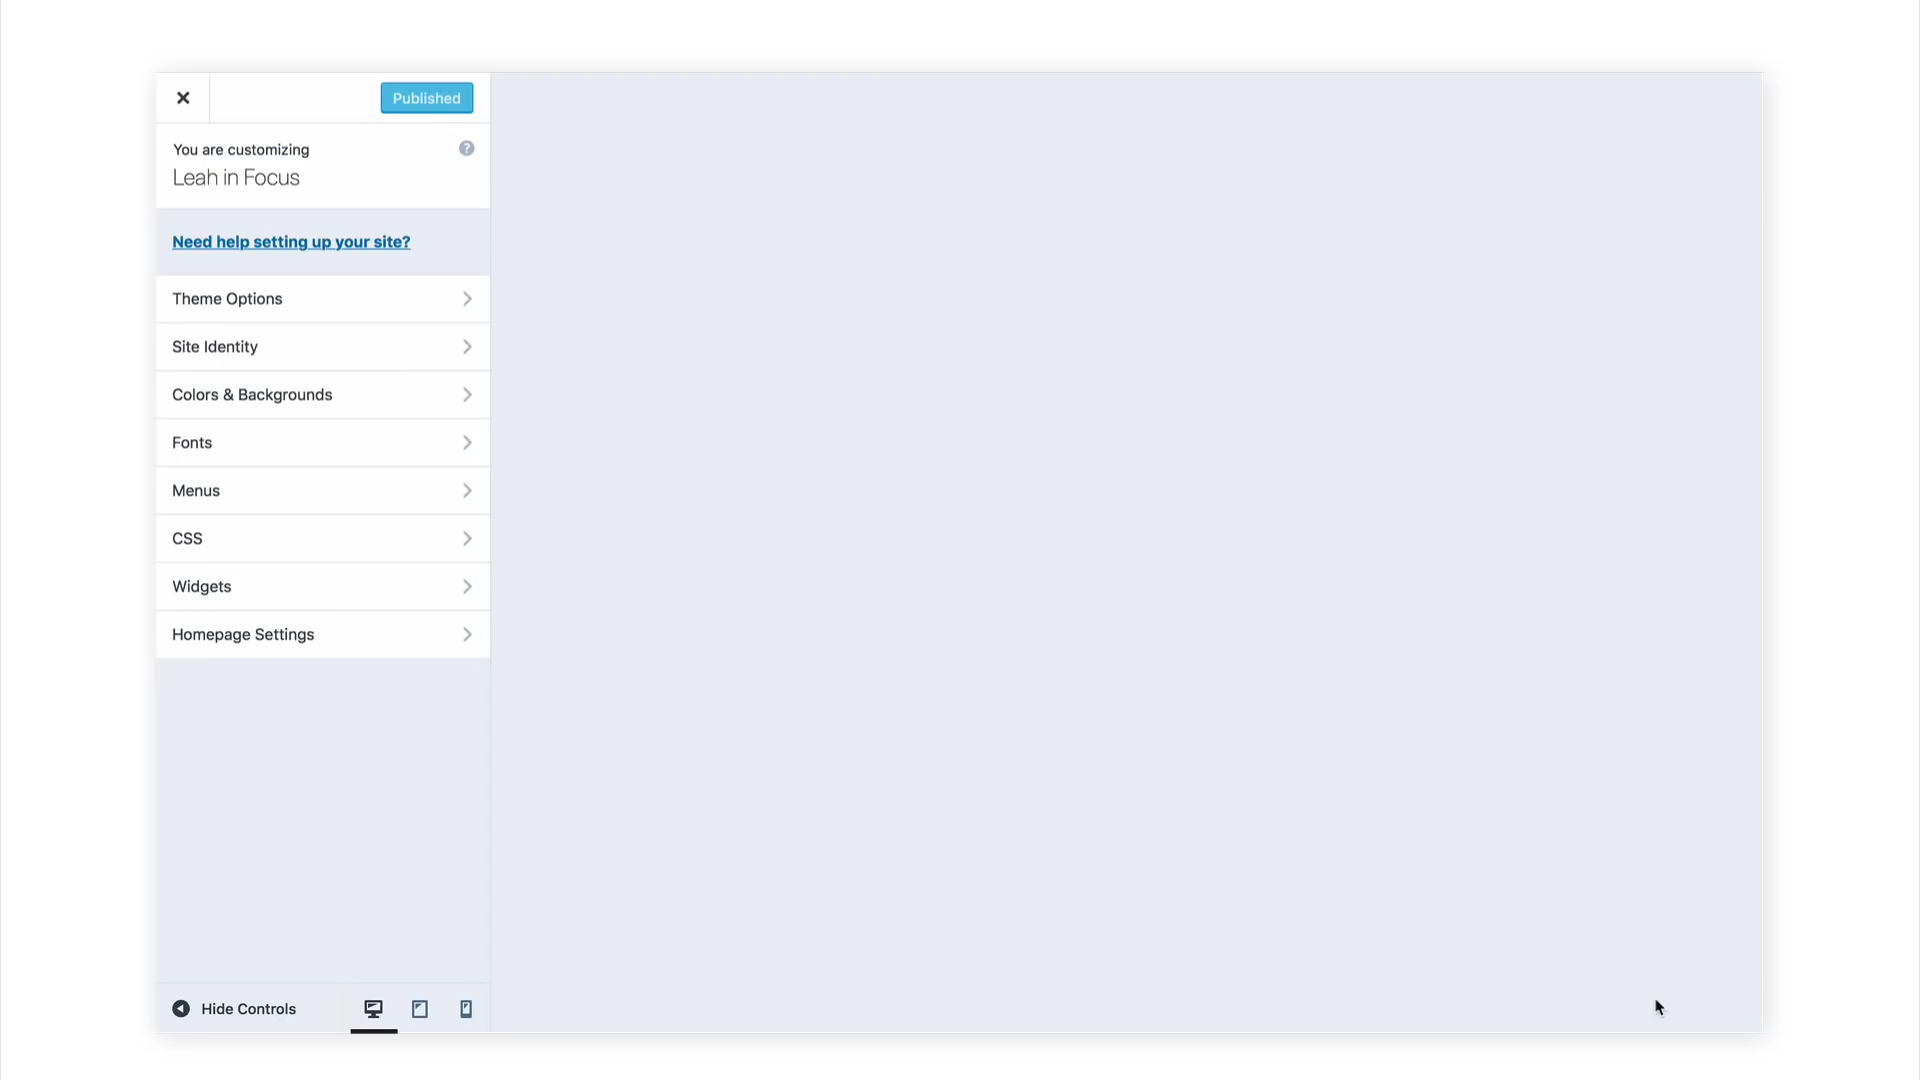 Published
You are customizing
Leah in Focus
Need help setting up your site?
Theme Options
Site Identity
Colors & Backgrounds
Fonts
Menus
CSS
Widgets
Homepage Settings
Hide Controls